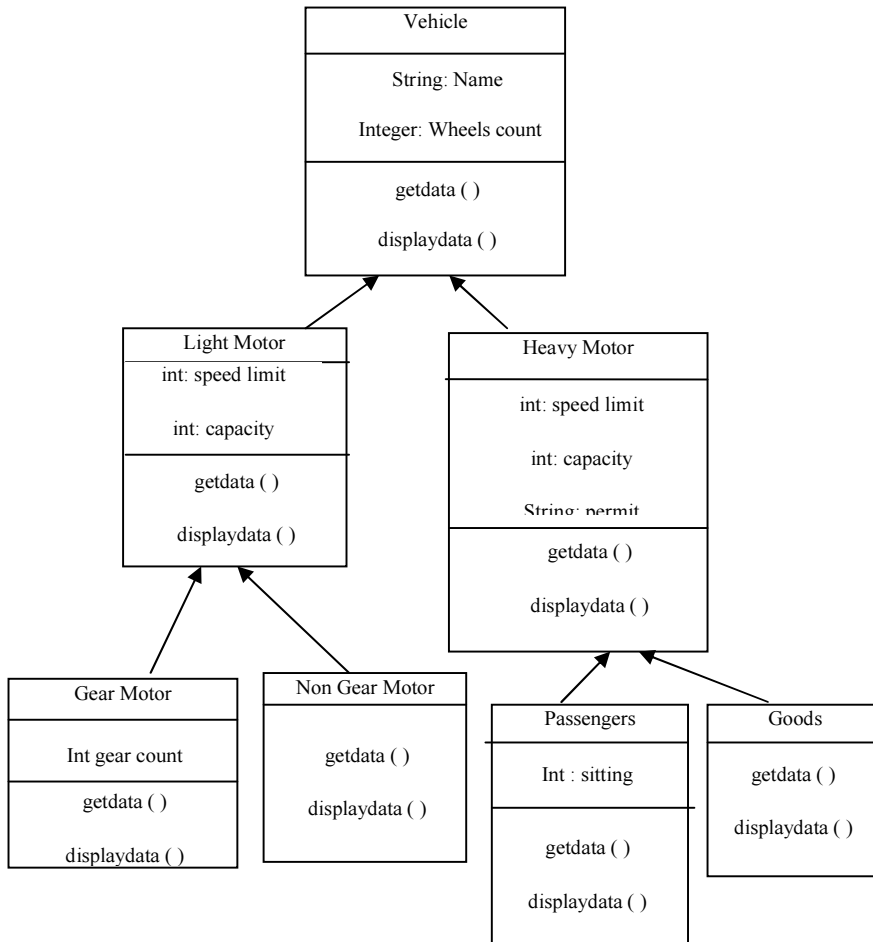 Vehicle
String: Name
Integer: Wheels count
getdata ( )
displaydata ( )
Light Motor
int: speed limit
int: capacity
getdata ( )
displaydata ( )
Heavy Motor
int: speed limit
int: capacity
String: permit
getdata ( )
displaydata ( )
Gear Motor
Int gear count
getdata ( )
displaydata ( )
Non Gear Motor
getdata ( )
displaydata ( )
Passengers
Int : sitting
getdata ( )
displaydata ( )
Goods
getdata ( )
displaydata ( )